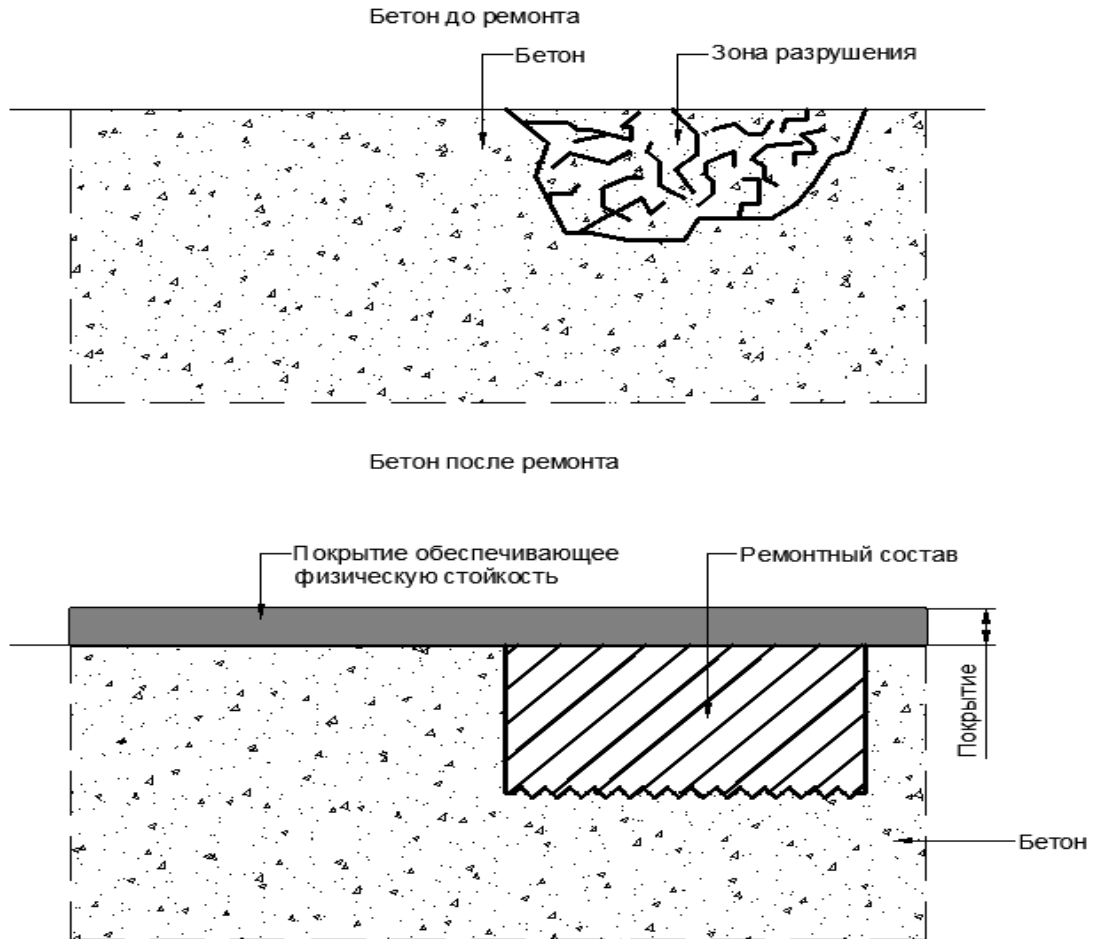 Бетон до ремонта
Бетон
Зона разрушения
Бетон после ремонта
Покрытие обеспечивающее
физическую стойкость
Ремонтный состав
Покрытие
Бетон